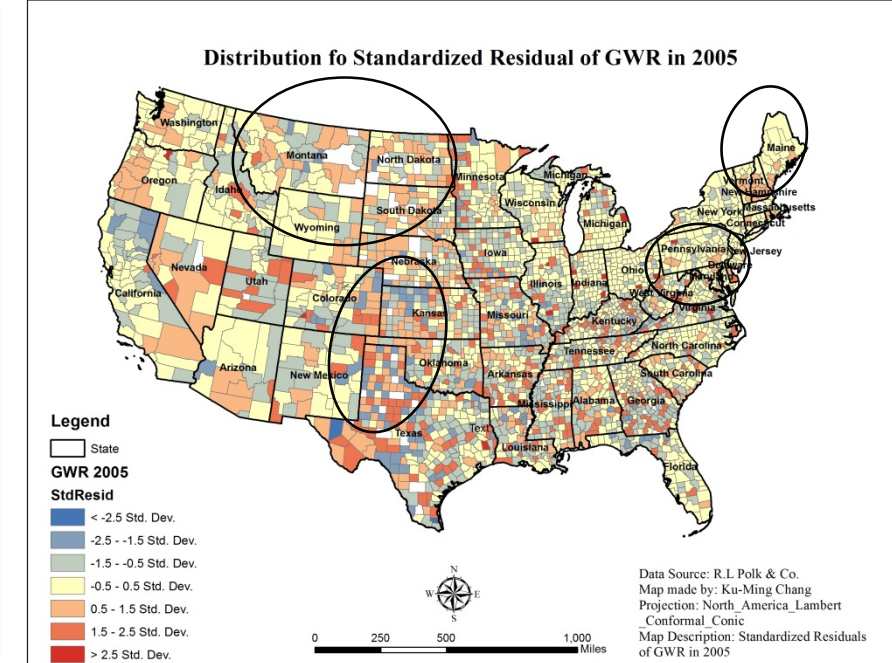 Distribution fo Standardized Residual of GWR in 2005
Washington
Montana
North Dakota
Minnesota
Michigan
Maine
Vermont
New Hampshire
Oregon
Idaho
South Dakota
Wisconsin
Michigan
New York
Massachusetts
Connecticut
Wyoming
Nebraska
Iowa
Pennsylvania
New Jersey
Nevada
Utah
Colorado
Illinois
Indiana
Ohio
Delaware
Maryland
California
Kansas
Missouri
West Virginia
Virginia
Kentucky
Arizona
New Mexico
Oklahoma
Arkansas
Tennessee
North Carolina
South Carolina
Mississippi
Alabama
Georgia
Texas
Text
Louisiana
Florida
Legend
State
GWR 2005
StdResid
< -2.5 Std. Dev.
-2.5 - -1.5 Std. Dev.
-1.5 - -0.5 Std. Dev.
-0.5 - 0.5 Std. Dev.
0.5 - 1.5 Std. Dev.
1.5 - 2.5 Std. Dev.
> 2.5 Std. Dev.
N
W E
S
0 250 500 1,000
Miles
Data Source: R.L Polk & Co.
Map made by: Ku-Ming Chang
Projection: North_America_Lambert
_Conformal_Conic
Map Description: Standardized Residuals
of GWR in 2005